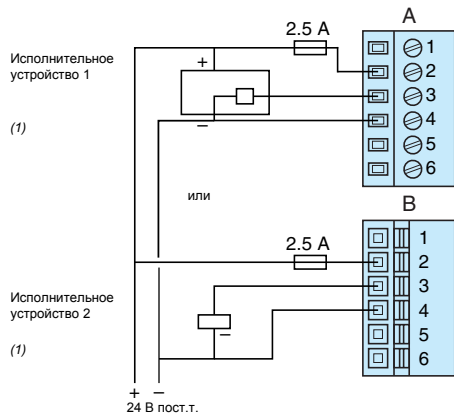 2.5 A
A
Исполнительное
устройство 1
(1)
+
–
1
2
3
4
5
6
или
B
2.5 A
1
2
3
4
5
6
Исполнительное
устройство 2
(1)
–
+ –
24 В пост.т.